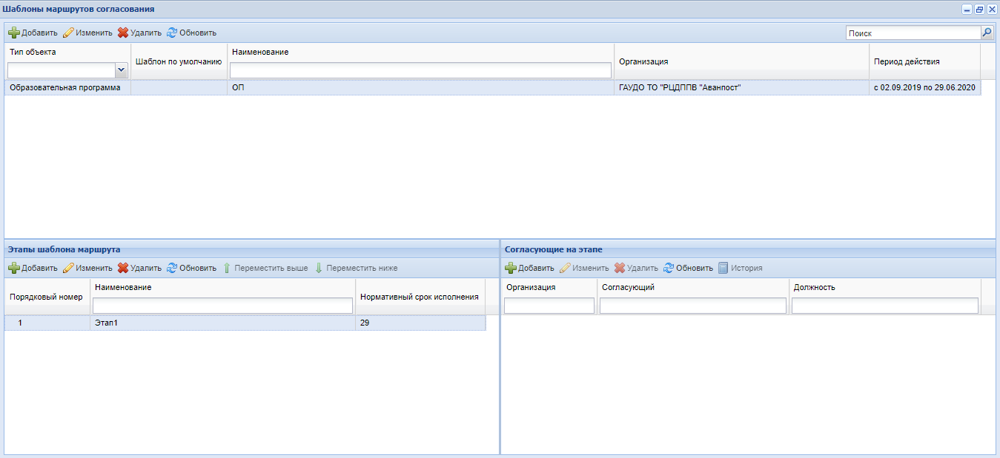 Шаблоны маршрутов согласования
Добавить Изменить Удалить Обновить Поиск
Тип объекта Шаблон по умолчанию Наименование Организация Период действия
Образовательная программа ОП ГАУДО ТО "РЦДППВ "Аванпост" с 02.09.2019 по 29.06.2020
Этапы шаблона маршрута
Добавить Изменить Удалить Обновить Переместить выше Переместить ниже
Порядковый номер Наименование Нормативный срок исполнения
1 Этап1 29
Согласующие на этапе
Добавить Изменить Удалить Обновить История
Организация Согласующий Должность